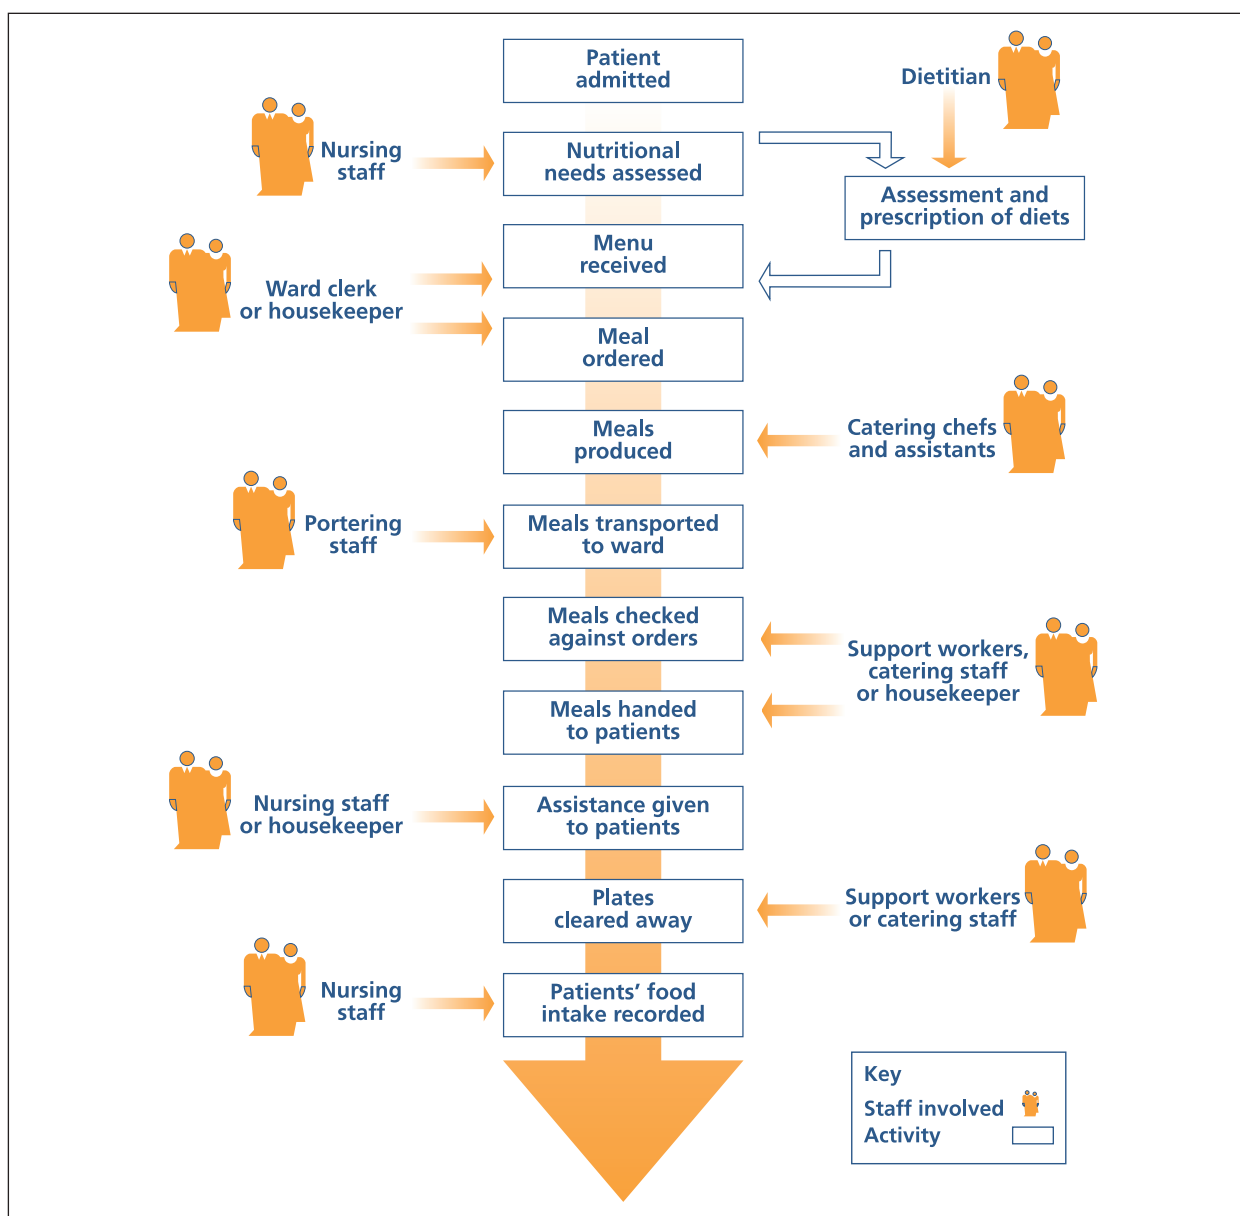 Patient
admitted
Dietitian
Nursing
staff
Nutritional
needs assessed
Assessment and
prescription of diets
Menu
received
Ward clerk
or housekeeper
Meal
ordered
Meals
produced
Catering chefs
and assistants
Portering
staff
Meals transported
to ward
Meals checked
against orders
Support workers,
catering staff
or housekeeper
Meals handed
to patients
Nursing staff
or housekeeper
Assistance given
to patients
Plates
cleared away
Support workers
or catering staff
Nursing
staff
Patients’ food
intake recorded
Key
Staff involved
Activity